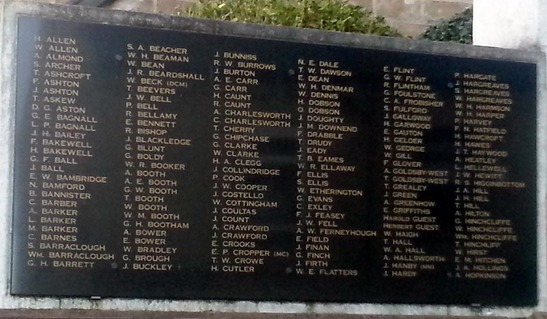 H. ALLEN
W. ALLEN
A. ALMOND
S. ARCHER
T. ASHCROFT
F. ASHTON
J. ASHTON
T. ASKEW
D. G. ASTON
G. E. BAGNALL
L. P. BAGNALL
J. H. BAILEY
F. BAKEWELL
H. BAKEWELL
G. F. BALL
J. BALL
E. W. BAMBRIDGE
N. BAMFORD
B. BANNISTER
C. BARBER
A. BARKER
L. BARKER
M. BARKER
C. BARNES
S. BARRACLOUGH
WM. BARRACLOUGH
G. H. BARRETT
S. A. BEACHER
W. H. BEAMAN
W. BEAN
J. R. BEARDSHALL
W. BECK (DCM)
T. BEEVERS
J. W. BELL
P. BELL
R. BELLAMY
E. BENNETT
R. BISHOP
J. BLACKLEDGE
G. BLUNT
G. BOLDY
W. R. BOOKER
A. BOOTH
C. E. BOOTH
G. W. BOOTH
T. BOOTH
W. BOOTH
W. M. BOOTH
G. H. BOOTHAM
A. BOWER
E. BOWER
W. BRADLEY
G. BROUGH
J. BUCKLEY
J. BUNNISS
R. W. BURROWS
J. BURTON
A. E. CARR
G. CARR
H. CAUNT
R. CAUNT
A. CHARLESWORTH
C. CHARLESWORTH
T. CHERRY
G. CHIPCHASE
G. CLARKE
W. CLARKE
H. A. CLEGG
J. COLLINDRIDGE
F. COOK
J. W. COOPER
J. COSTELLO
W. COTTINGHAM
J. COULTAS
J. COUNT
A. CRAWFORD
J. CRAWFORD
E. CROOKS
E. P. CROPPER (MC)
T. W. CROWE
H. CUTLER
N. E. DALE
T. W. DAWSON
E. DEAN
W. H. DENMAR
W. DENNIS
H. DOBSON
W. DOBSON
J. DOUGHTY
J. M. DOWNEND
F. DRABBLE
T. DRUDY
J. EADY
T. B. EAMES
W. R. ELLAWAY
F. ELLIS
S. ELLIS
W. ETHERINGTON
G. EVANS
C. EXLEY
F. J. FEASEY
J. W. FELL
A. W. FERNEYHOUGH
E. FIELD
A. FINAN
G. FINCH
J. FIRTH
W. E. FLATTERS
E. FLINT
G. W. FLINT
R. FLINTHAM
G. FOULSTONE
C. A. FROBISHER
S. FULFORD
J. GALLOWAY
H. GARWOOD
E. GAUTON
H. GELDER
W. GEORGE
W. GILL
F. GLOVER
A. GOLDSBY-WEST
T. GOLDSBY-WEST
T. GREALEY
J. GREEN
A. GREENHOW
E. GRIFFITHS
HAROLD GUEST
HERBERT GUEST
W. HAIGH
T. HALL
W. A. HALL
A. HALLSWORTH
J. HANBY (MM)
J. HARDY
P. HARGATE
J. HARGREAVES
S. HARGREAVES
W. HARGREAVES
W. H. HARMSON
W. H. HARPER
P. HARVEY
F. N. HATFIELD
H. HAWCROFT
H. HAWES
T. HAYWOOD
A. HEATLEY
L. HELLEWELL
J. W. HEWITT
R. S. HIGGINBOTTOM
J. A. HILL
J. H. HILL
T. HILL
A. HILTON
G. HINCHCLIFFE
W. HINCHCLIFFE
WM. HINCHCLIFFE
T. HINCHLIFF
W. HIRST
E. M. HITCHEN
J. A. HOLLINGS
A. HOPKINSON